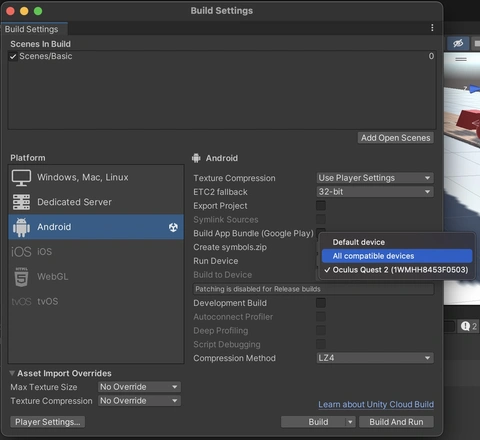 Build Settings
Build Settings
Scenes In Build
Scenes/Basic 0
Add Open Scenes
Platform
Windows, Mac, Linux
Dedicated Server
Android
iOS iOS
WebGL
tvOS tvOS
Android
Texture Compression Use Player Settings
ETC2 fallback 32-bit
Export Project
Symlink Sources
Build App Bundle (Google Play)
Create symbols.zip
Run Device
Build to Device
Default device
All compatible devices
Oculus Quest 2 (1WMHH8453F0503)
Patching is disabled for Release builds
Development Build
Autoconnect Profiler
Deep Profiling
Script Debugging
Compression Method LZ4
Asset Import Overrides
Max Texture Size No Override
Texture Compression No Override
Learn about Unity Cloud Build
Player Settings...
Build
Build And Run
2